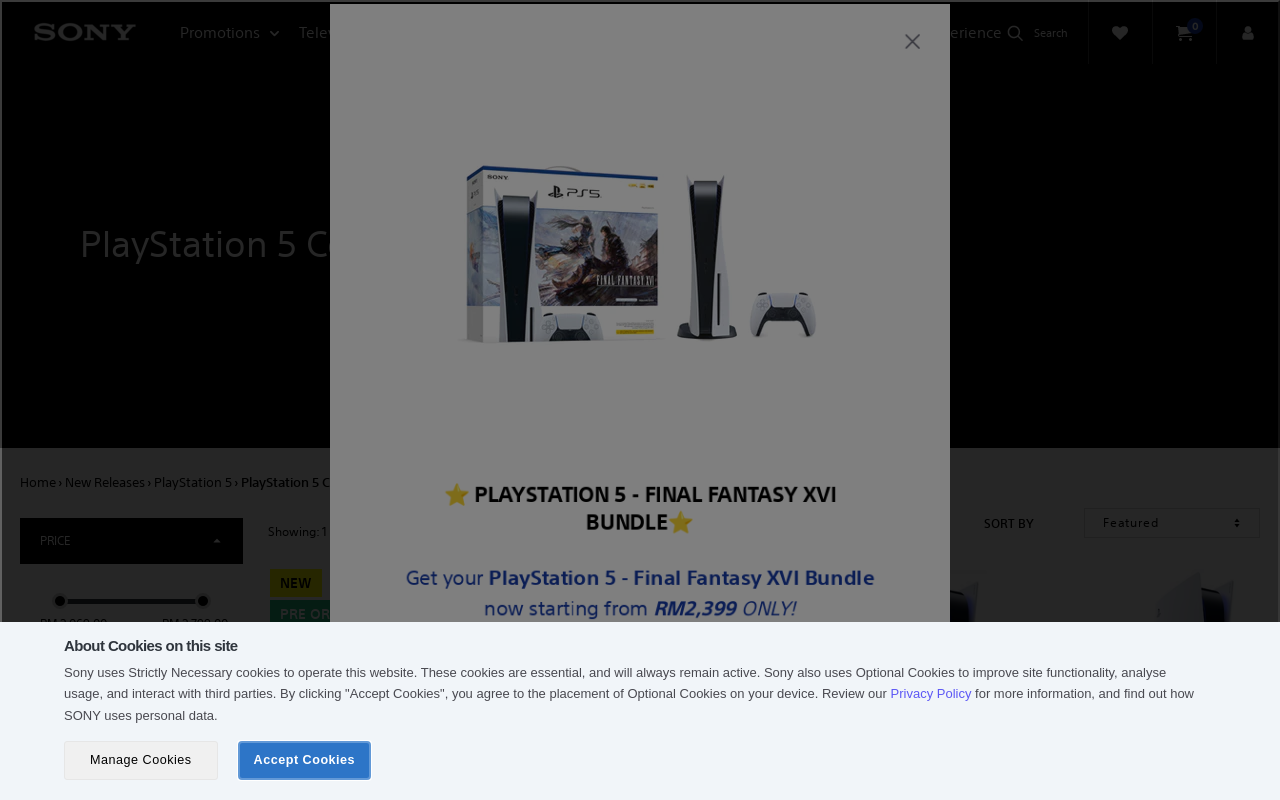 SONY
Promotions
Telev
erience
Search
0
SONY
PS5
FINAL FANTASY XVI
PlayStation 5 Co
Home › New Releases › PlayStation 5 › PlayStation 5 C
⭐ PLAYSTATION 5 - FINAL FANTASY XVI
BUNDLE⭐
Get your PlayStation 5 - Final Fantasy XVI Bundle
now starting from RM2,399 ONLY!
PRICE
Showing: 1
SORT BY
Featured
NEW
PRE OR
About Cookies on this site
Sony uses Strictly Necessary cookies to operate this website. These cookies are essential, and will always remain active. Sony also uses Optional Cookies to improve site functionality, analyse
usage, and interact with third parties. By clicking "Accept Cookies", you agree to the placement of Optional Cookies on your device. Review our Privacy Policy for more information, and find out how
SONY uses personal data.
Manage Cookies
Accept Cookies